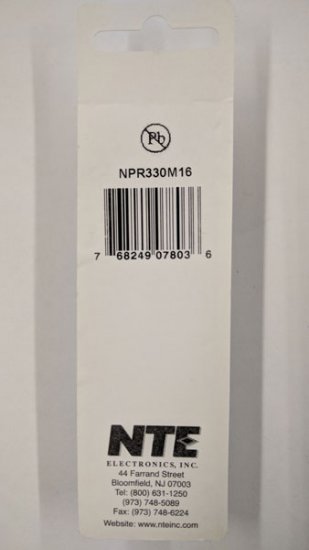 Pb
NPR330M16
7 68249 07803 6
NTE
ELECTRONICS, INC.
44 Farrand Street
Bloomfield, NJ 07003
Tel: (800) 631-1250
(973) 748-5089
Fax: (973) 748-6224
Website: www.nteinc.com